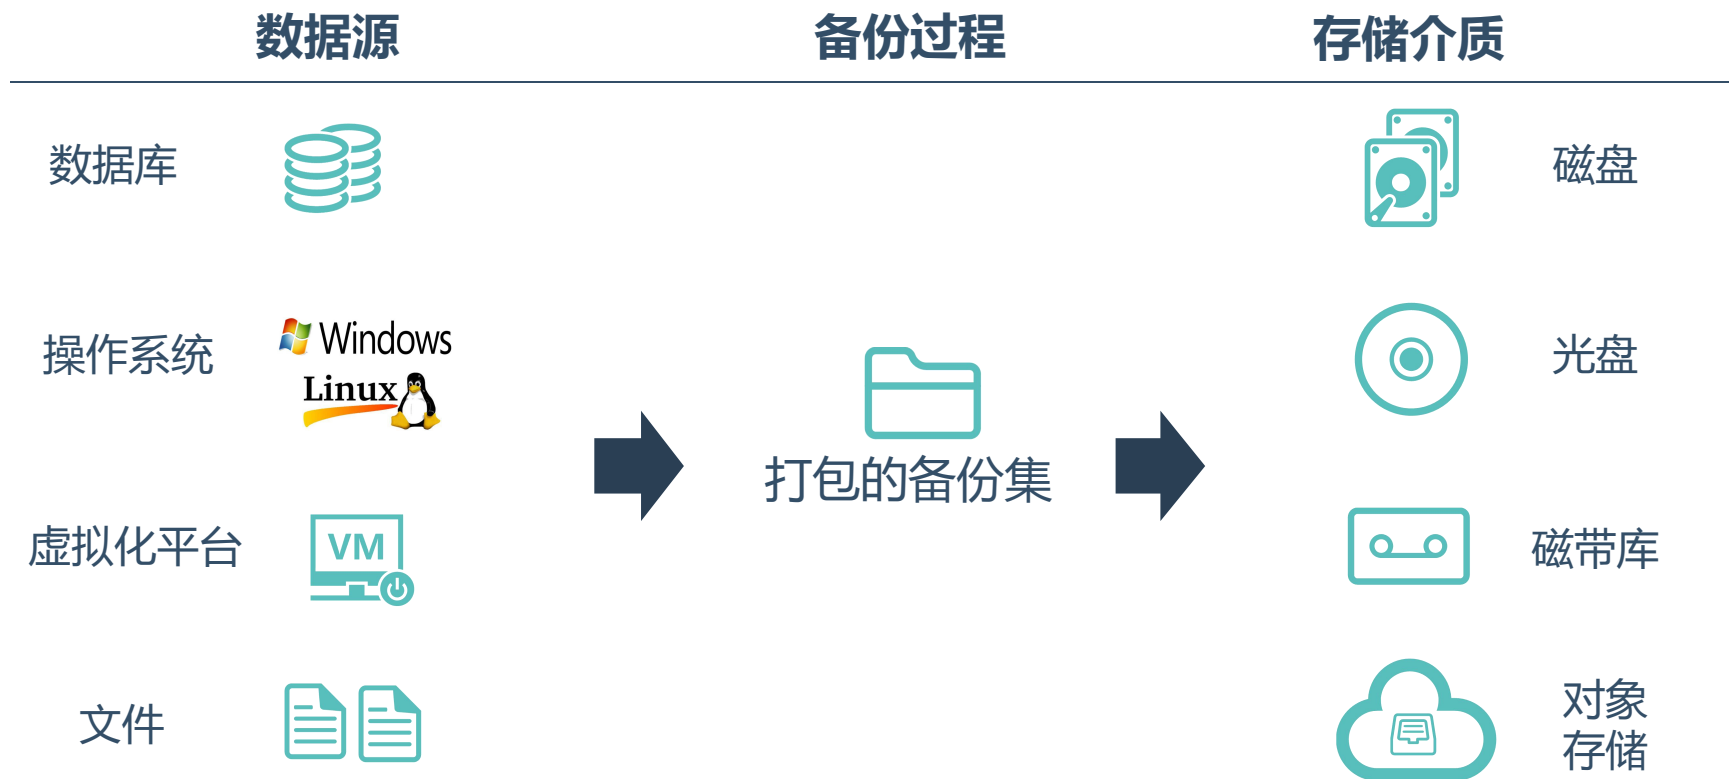 数据源 备份过程 存储介质
数据库
磁盘
操作系统
Windows
Linux
光盘
打包的备份集
虚拟化平台
VM
磁带库
文件
对象
存储